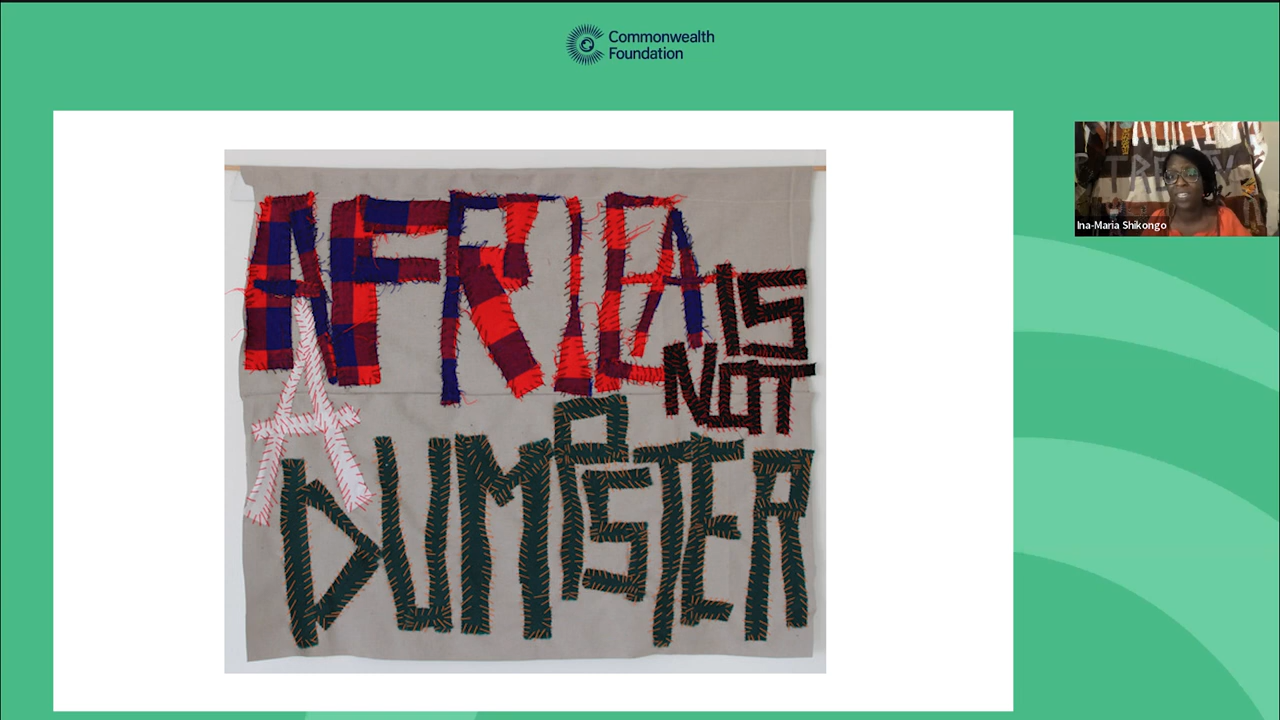 Commonwealth
Foundation
AFRICA
IS
NOT
A
DUMPSTER
Ina-Maria Shikongo